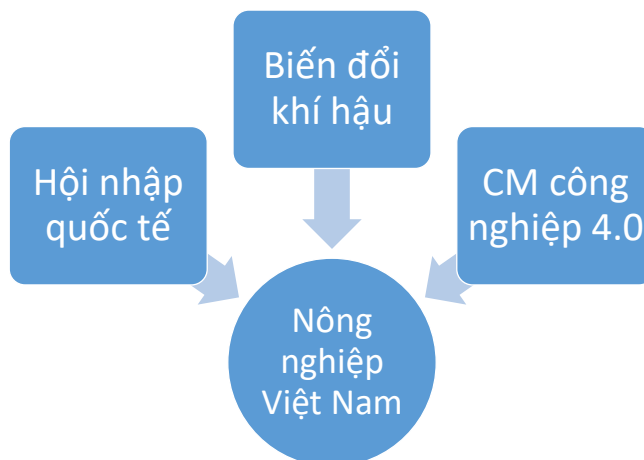 Biến đổi
khí hậu
Hội nhập
quốc tế
CM công
nghiệp 4.0
Nông
nghiệp
Việt Nam